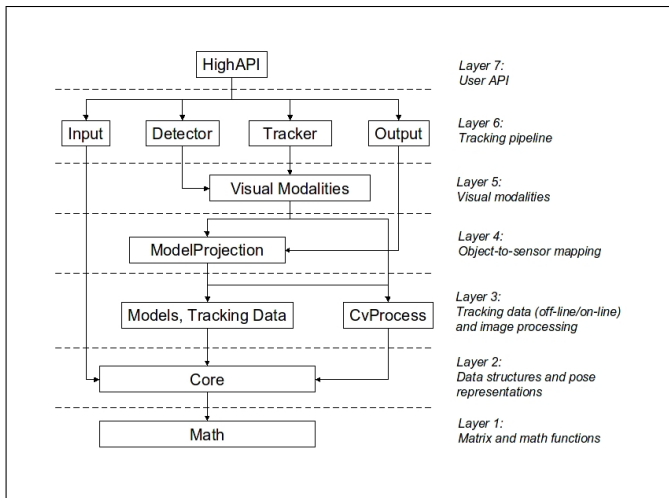 HighAPI
Layer 7:
User API
Input
Detector
Tracker
Output
Layer 6:
Tracking pipeline
Visual Modalities
Layer 5:
Visual modalities
ModelProjection
Layer 4:
Object-to-sensor mapping
Models, Tracking Data
CvProcess
Layer 3:
Tracking data (off-line/on-line)
and image processing
Core
Layer 2:
Data structures and pose
representations
Math
Layer 1:
Matrix and math functions